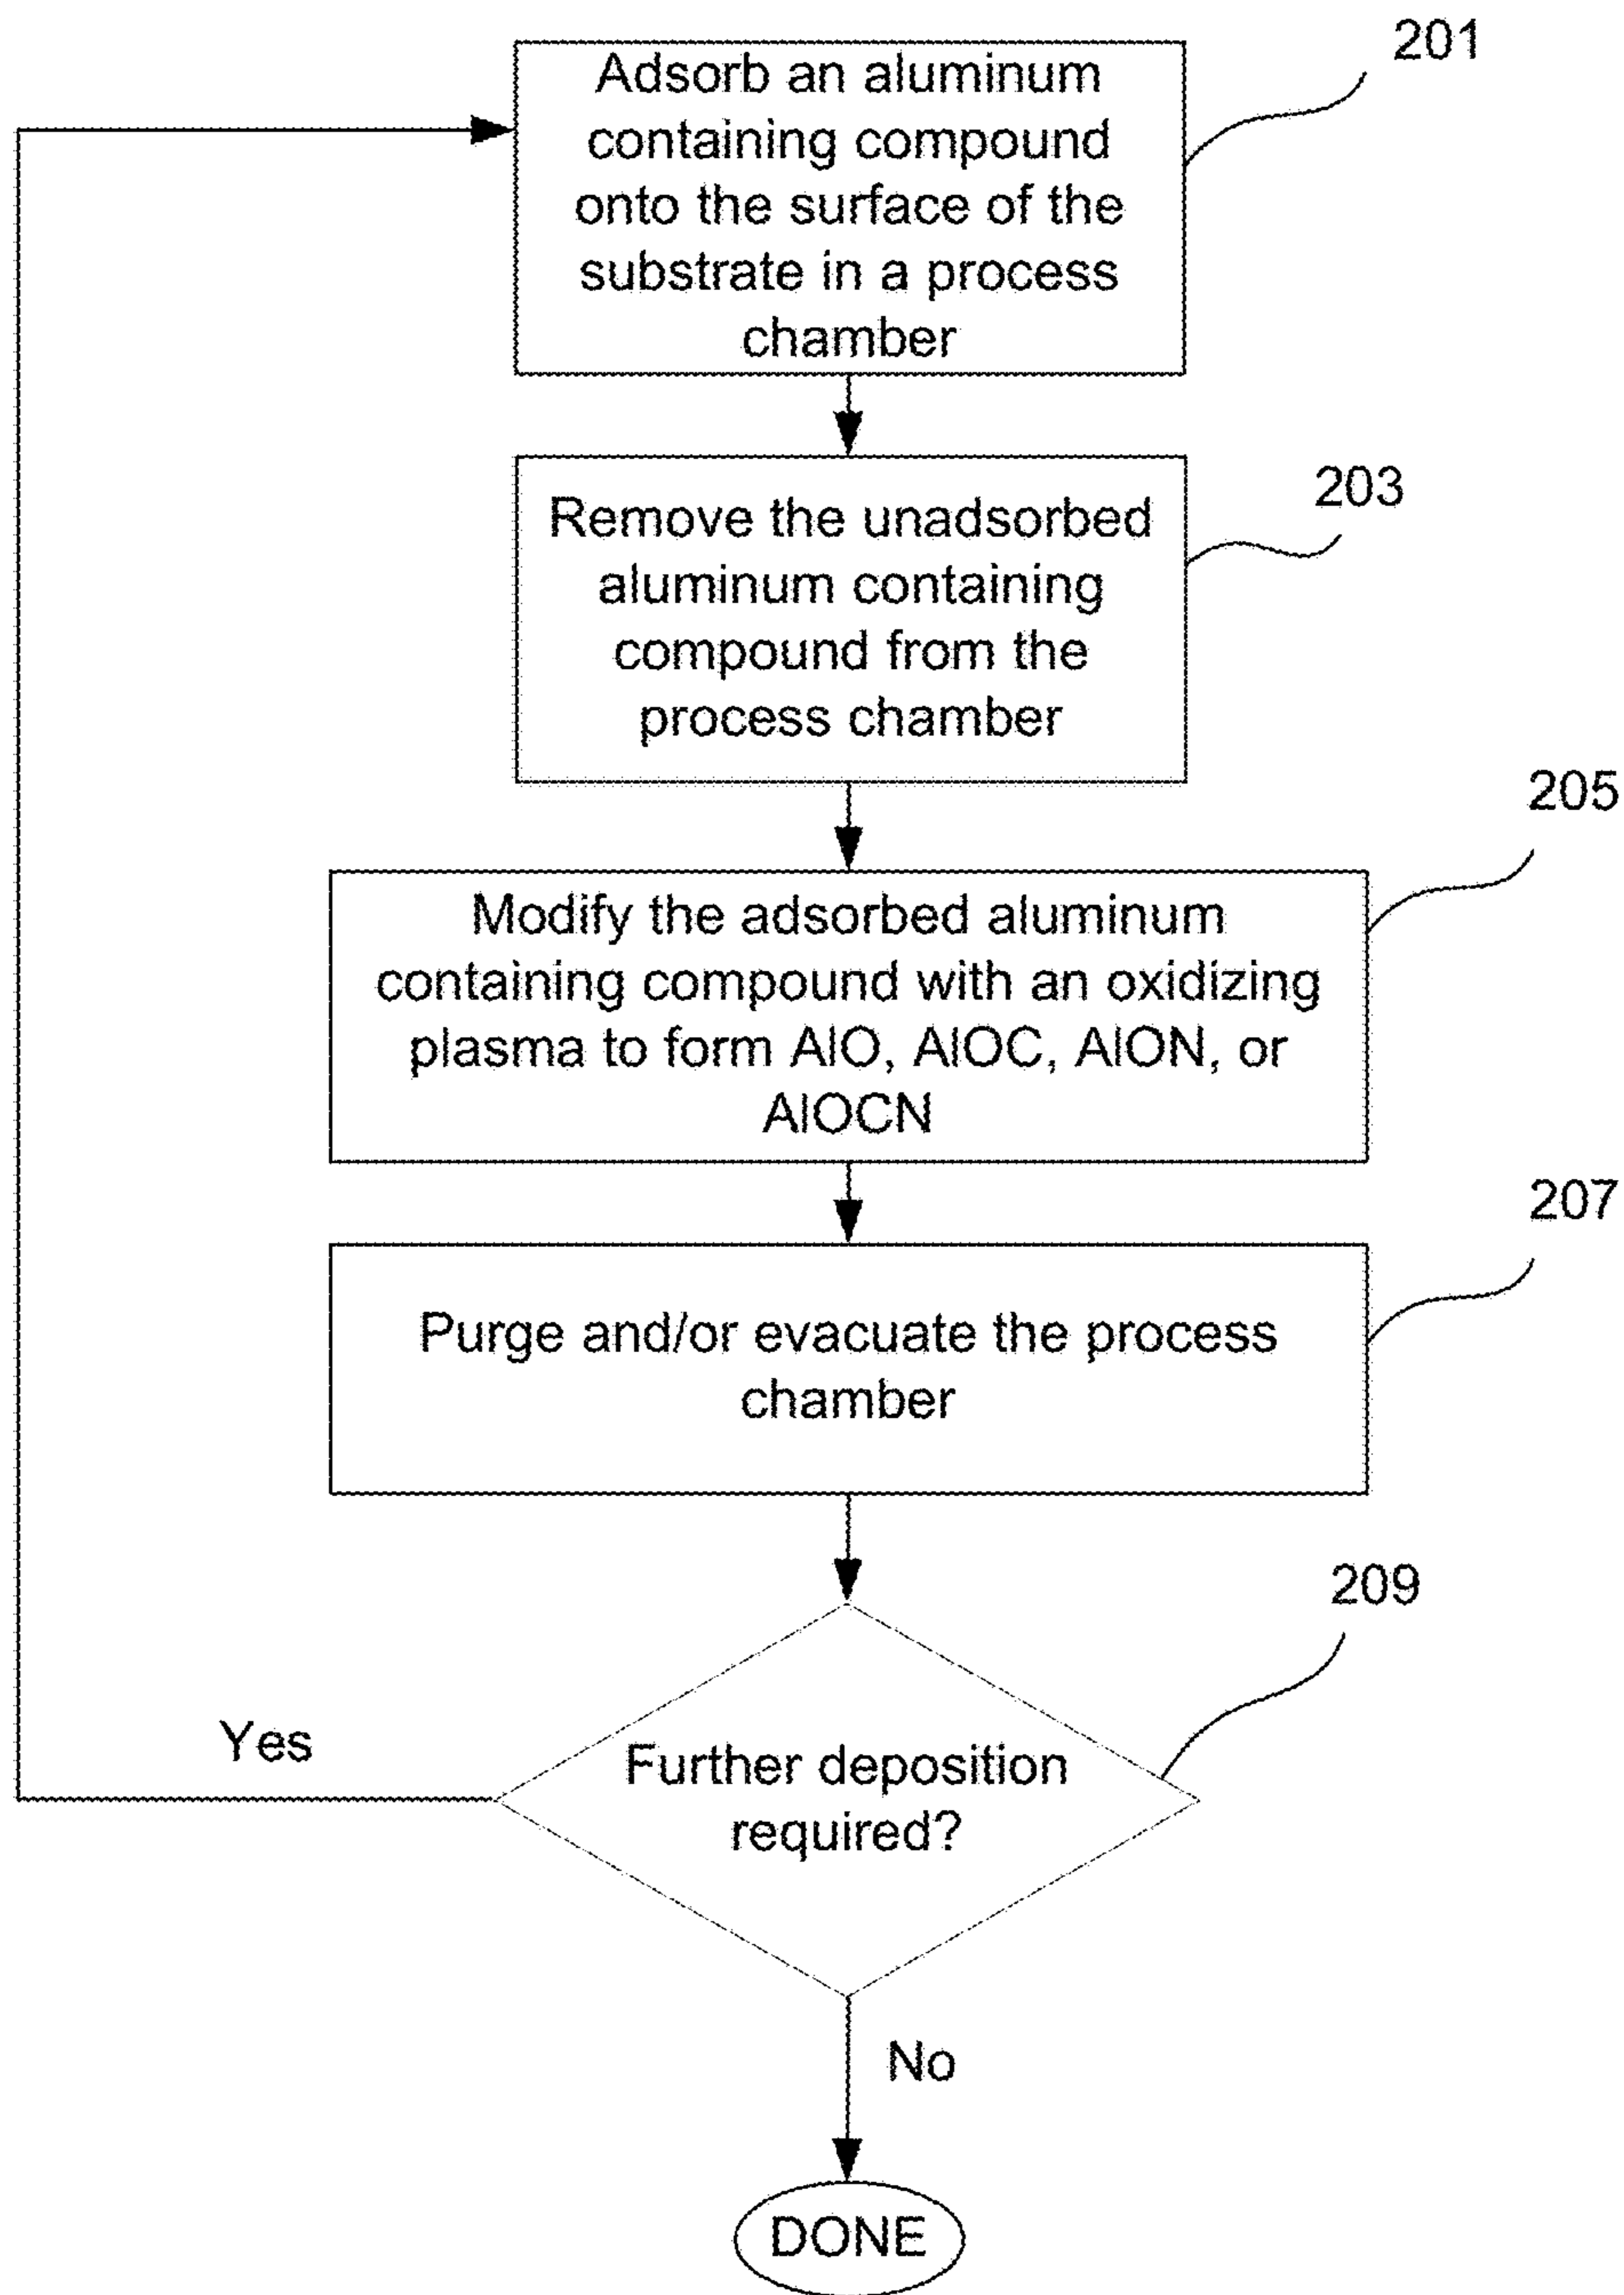 201
Adsorb an aluminum
containing compound
onto the surface of the
substrate in a process
chamber
203
Remove the unadsorbed
aluminum containing
compound from the
process chamber
205
Modify the adsorbed aluminum
containing compound with an oxidizing
plasma to form AlO, AlOC, AlON, or
AlOCN
207
Purge and/or evacuate the process
chamber
209
Yes
Further deposition
required?
No
DONE